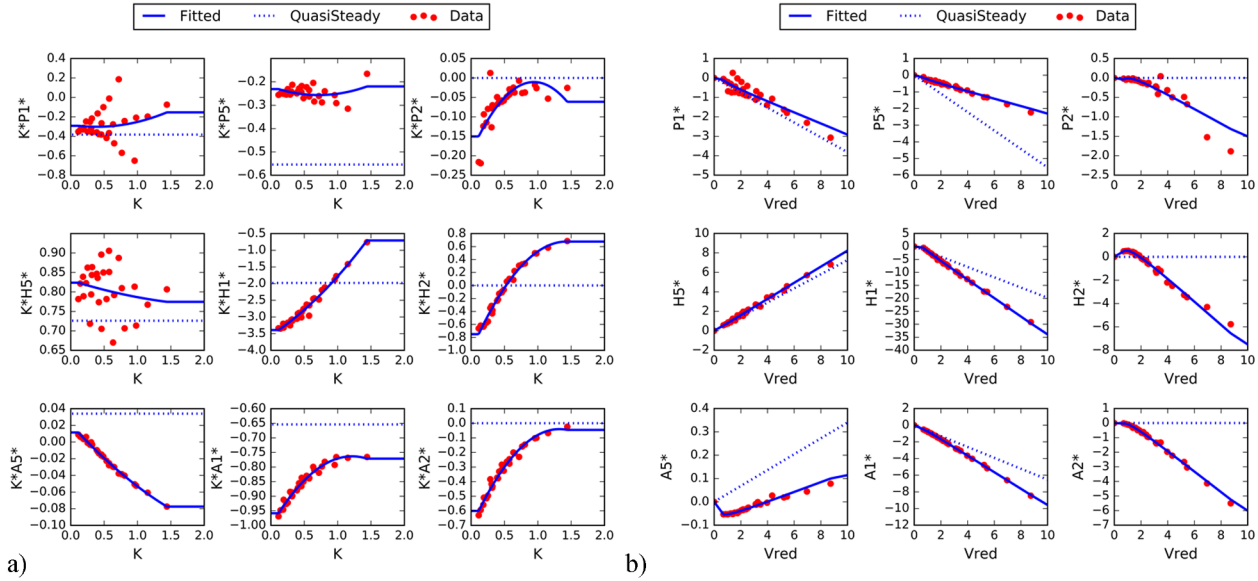 Fitted QuasiSteady Data
Fitted QuasiSteady Data
0.4
0.2
0.0
−0.2
−0.4
−0.6
−0.8
K*P1*
0.0 0.5 1.0 1.5 2.0
K
−0.2
−0.3
−0.4
−0.5
−0.6
K*P5*
0.0 0.5 1.0 1.5 2.0
K
0.05
0.00
−0.05
−0.10
−0.15
−0.20
−0.25
K*P2*
0.0 0.5 1.0 1.5 2.0
K
1
0
−1
−2
−3
−4
−5
P1*
0 2 4 6 8 10
Vred
1
0
−1
−2
−3
−4
−5
−6
P5*
0 2 4 6 8 10
Vred
0.5
0.0
−0.5
−1.0
−1.5
−2.0
−2.5
P2*
0 2 4 6 8 10
Vred
0.90
0.85
0.80
0.75
0.70
0.65
K*H5*
0.0 0.5 1.0 1.5 2.0
K
−0.5
−1.0
−1.5
−2.0
−2.5
−3.0
−3.5
−4.0
K*H1*
0.0 0.5 1.0 1.5 2.0
K
0.8
0.6
0.4
0.2
0.0
−0.2
−0.4
−0.6
−0.8
−1.0
K*H2*
0.0 0.5 1.0 1.5 2.0
K
10
8
6
4
2
0
−2
H5*
0 2 4 6 8 10
Vred
5
0
−5
−10
−15
−20
−25
−30
−35
−40
H1*
0 2 4 6 8 10
Vred
2
0
−2
−4
−6
−8
H2*
0 2 4 6 8 10
Vred
0.04
0.02
0.00
−0.02
−0.04
−0.06
−0.08
−0.10
K*A5*
0.0 0.5 1.0 1.5 2.0
K
−0.60
−0.65
−0.70
−0.75
−0.80
−0.85
−0.90
−0.95
−1.00
K*A1*
0.0 0.5 1.0 1.5 2.0
K
0.1
0.0
−0.1
−0.2
−0.3
−0.4
−0.5
−0.6
−0.7
K*A2*
0.0 0.5 1.0 1.5 2.0
K
0.4
0.3
0.2
0.1
0.0
−0.1
A5*
0 2 4 6 8 10
Vred
2
0
−2
−4
−6
−8
−10
−12
A1*
0 2 4 6 8 10
Vred
1
0
−1
−2
−3
−4
−5
−6
−7
A2*
0 2 4 6 8 10
Vred
a)
b)